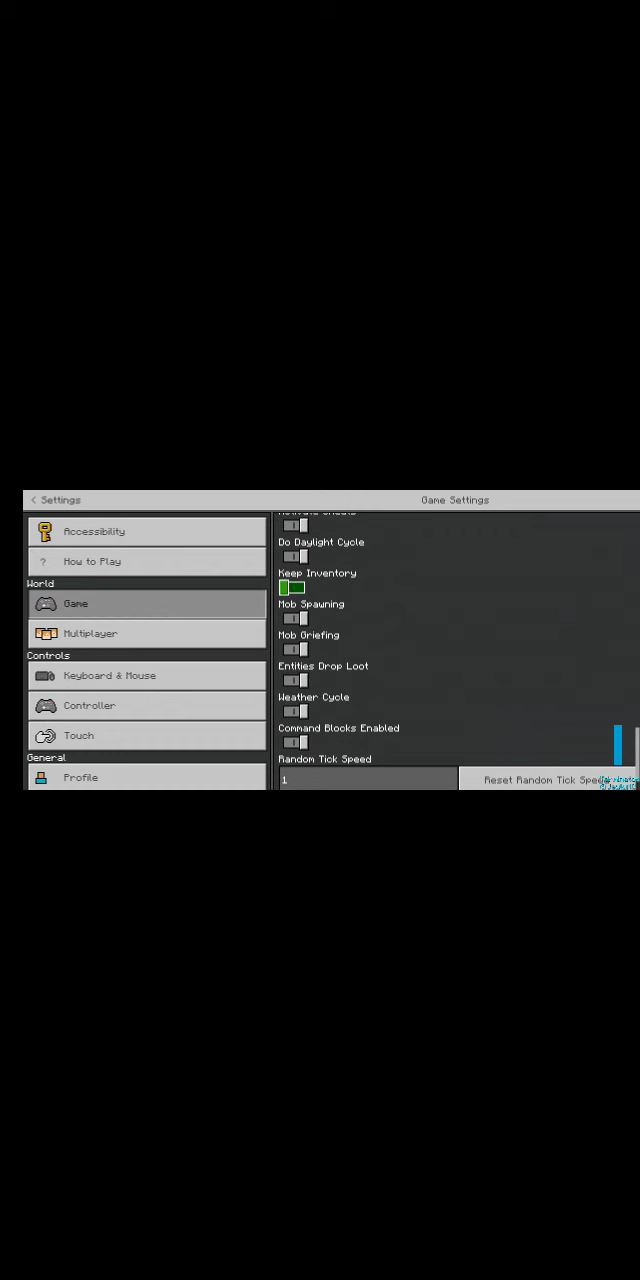 < Settings
Game Settings
Accessibility
? How to Play
World
Game
Multiplayer
Controls
Keyboard & Mouse
Controller
Touch
General
Profile
Activate Cheats
Do Daylight Cycle
Keep Inventory
Mob Spawning
Mob Griefing
Entities Drop Loot
Weather Cycle
Command Blocks Enabled
Random Tick Speed
1
Reset Random Tick Speed